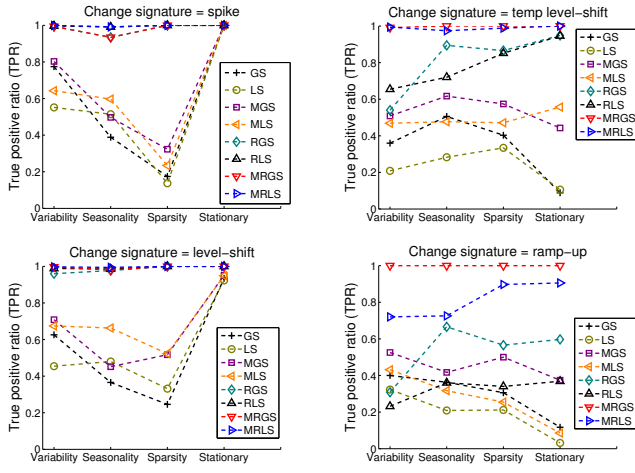 Change signature = spike
True positive ratio (TPR)
1
0.8
0.6
0.4
0.2
0
Variability Seasonality Sparsity Stationary
GS
LS
MGS
MLS
RGS
RLS
MRGS
MRLS
Change signature = temp level-shift
True positive ratio (TPR)
1
0.8
0.6
0.4
0.2
0
Variability Seasonality Sparsity Stationary
GS
LS
MGS
MLS
RGS
RLS
MRGS
MRLS
Change signature = level-shift
True positive ratio (TPR)
1
0.8
0.6
0.4
0.2
0
Variability Seasonality Sparsity Stationary
GS
LS
MGS
MLS
RGS
RLS
MRGS
MRLS
Change signature = ramp-up
True positive ratio (TPR)
1
0.8
0.6
0.4
0.2
0
Variability Seasonality Sparsity Stationary
GS
LS
MGS
MLS
RGS
RLS
MRGS
MRLS